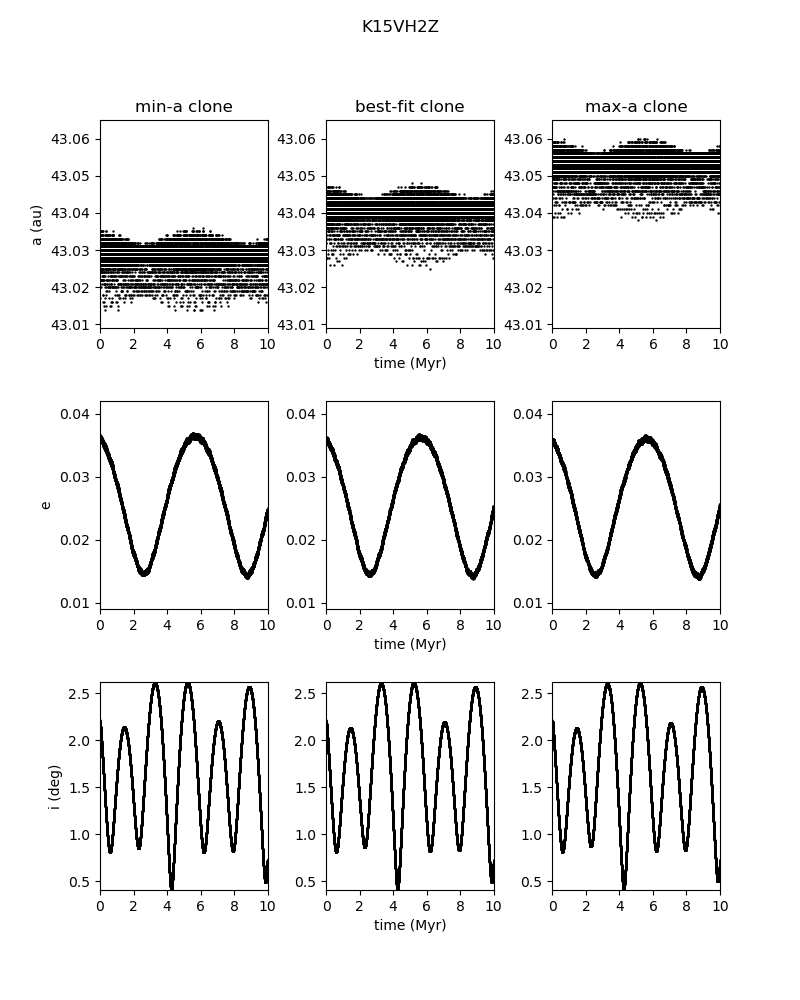 K15VH2Z
min-a clone best-fit clone max-a clone
43.06 43.06 43.06
43.05 43.05 43.05
43.04 43.04 43.04
a (au)
43.03 43.03 43.03
43.02 43.02 43.02
43.01 43.01 43.01
0 2 4 6 8 10 0 2 4 6 8 10 0 2 4 6 8 10
time (Myr)
0.04 0.04 0.04
0.03 0.03 0.03
e
0.02 0.02 0.02
0.01 0.01 0.01
0 2 4 6 8 10 0 2 4 6 8 10 0 2 4 6 8 10
time (Myr)
2.5 2.5 2.5
2.0 2.0 2.0
i (deg)
1.5 1.5 1.5
1.0 1.0 1.0
0.5 0.5 0.5
0 2 4 6 8 10 0 2 4 6 8 10 0 2 4 6 8 10
time (Myr)